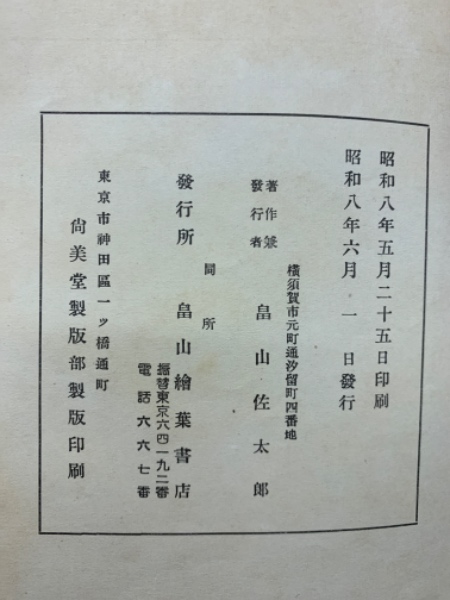 昭和八年五月二十五日印刷
昭和八年六月一日發行
橫須賀市元町通汐留町四番地
著作兼
發行者
畠山佐太郎
同所
發行所 畠山繪葉書店
振替東京六四一九二番
電話六六七番
東京市神田區一ツ橋通町
尙美堂製版部製版印刷